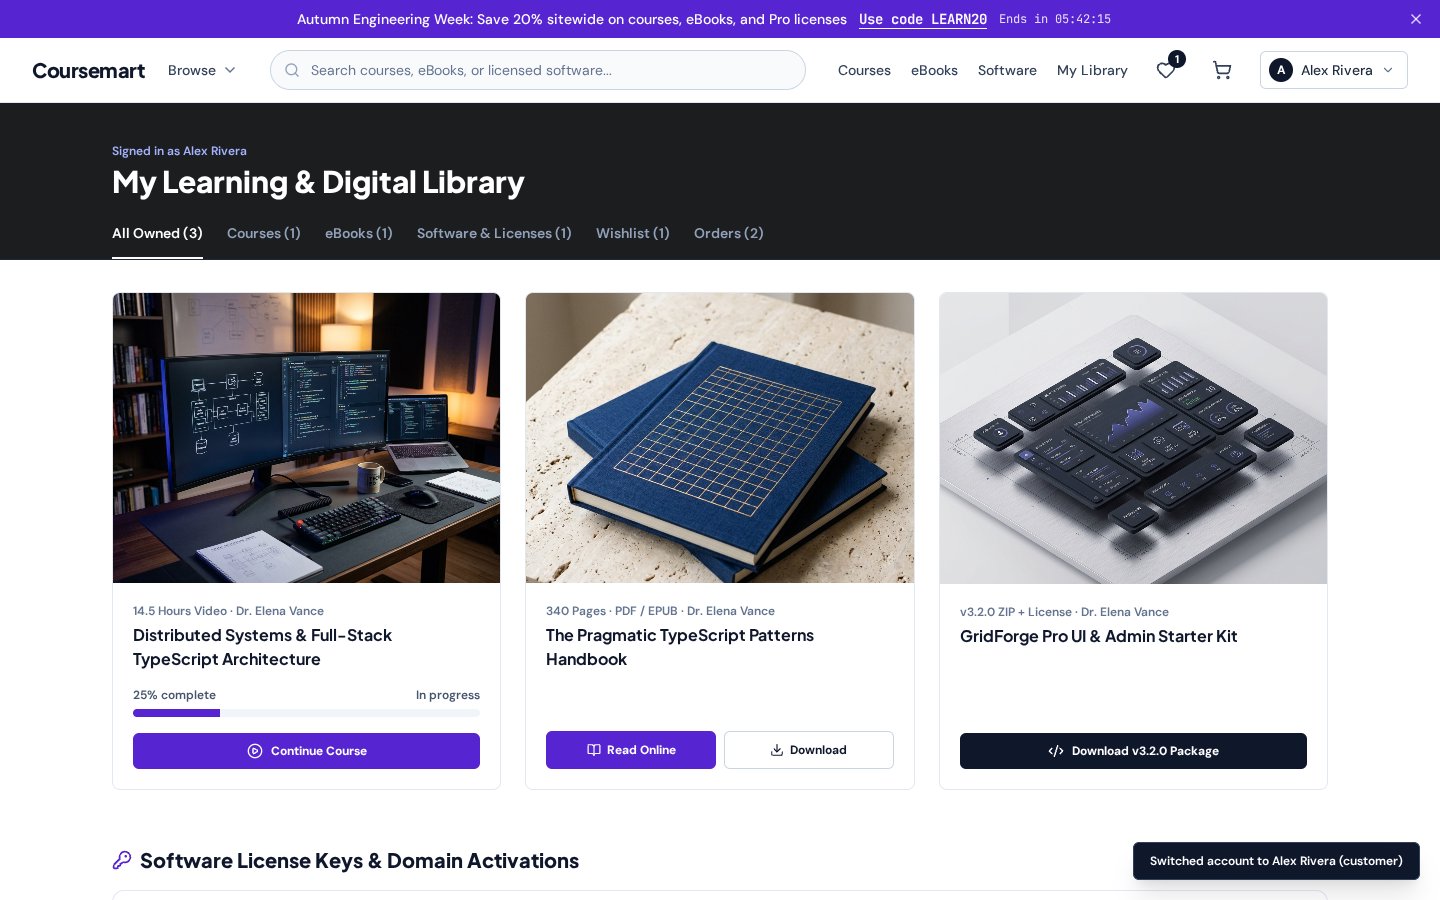 Autumn Engineering Week: Save 20% sitewide on courses, eBooks, and Pro licenses Use code LEARN20 Ends in 05:42:15
Coursemart Browse Search courses, eBooks, or licensed software... Courses eBooks Software My Library 1 A Alex Rivera
Signed in as Alex Rivera
My Learning & Digital Library
All Owned (3) Courses (1) eBooks (1) Software & Licenses (1) Wishlist (1) Orders (2)
14.5 Hours Video · Dr. Elena Vance
Distributed Systems & Full-Stack
TypeScript Architecture
25% complete In progress
Continue Course
340 Pages · PDF / EPUB · Dr. Elena Vance
The Pragmatic TypeScript Patterns
Handbook
Read Online Download
v3.2.0 ZIP + License · Dr. Elena Vance
GridForge Pro UI & Admin Starter Kit
Download v3.2.0 Package
Software License Keys & Domain Activations
Switched account to Alex Rivera (customer)